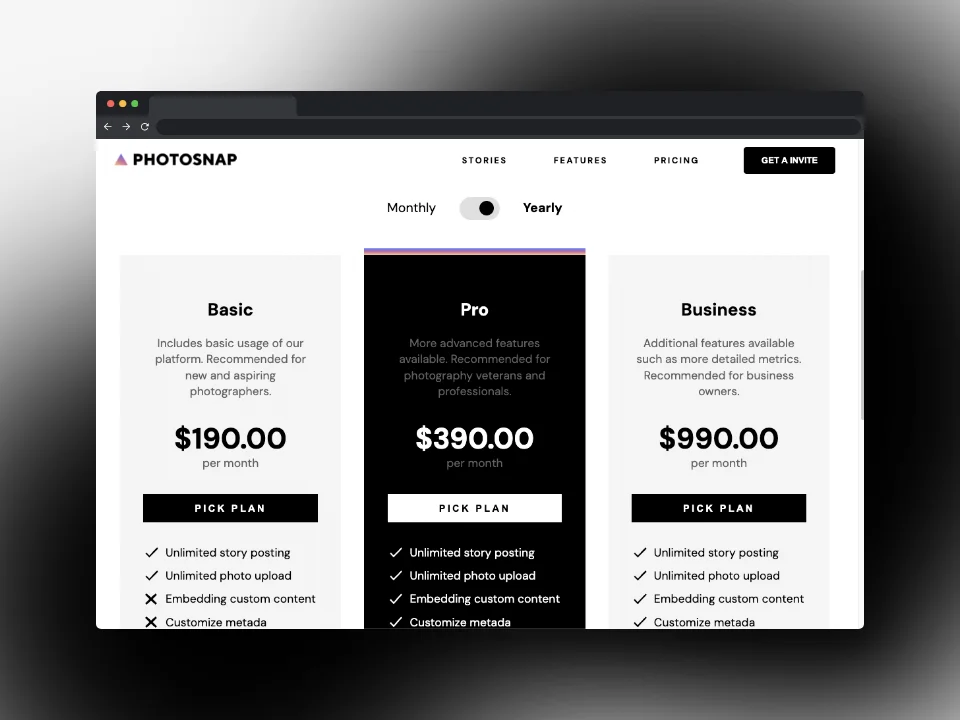 PHOTOSNAP
STORIES
FEATURES
PRICING
GET A INVITE
Monthly
Yearly
Basic
Includes basic usage of our
platform. Recommended for
new and aspiring
photographers.
$190.00
per month
PICK PLAN
Unlimited story posting
Unlimited photo upload
Embedding custom content
Customize metada
Pro
More advanced features
available. Recommended for
photography veterans and
professionals.
$390.00
per month
PICK PLAN
Unlimited story posting
Unlimited photo upload
Embedding custom content
Customize metada
Business
Additional features available
such as more detailed metrics.
Recommended for business
owners.
$990.00
per month
PICK PLAN
Unlimited story posting
Unlimited photo upload
Embedding custom content
Customize metada